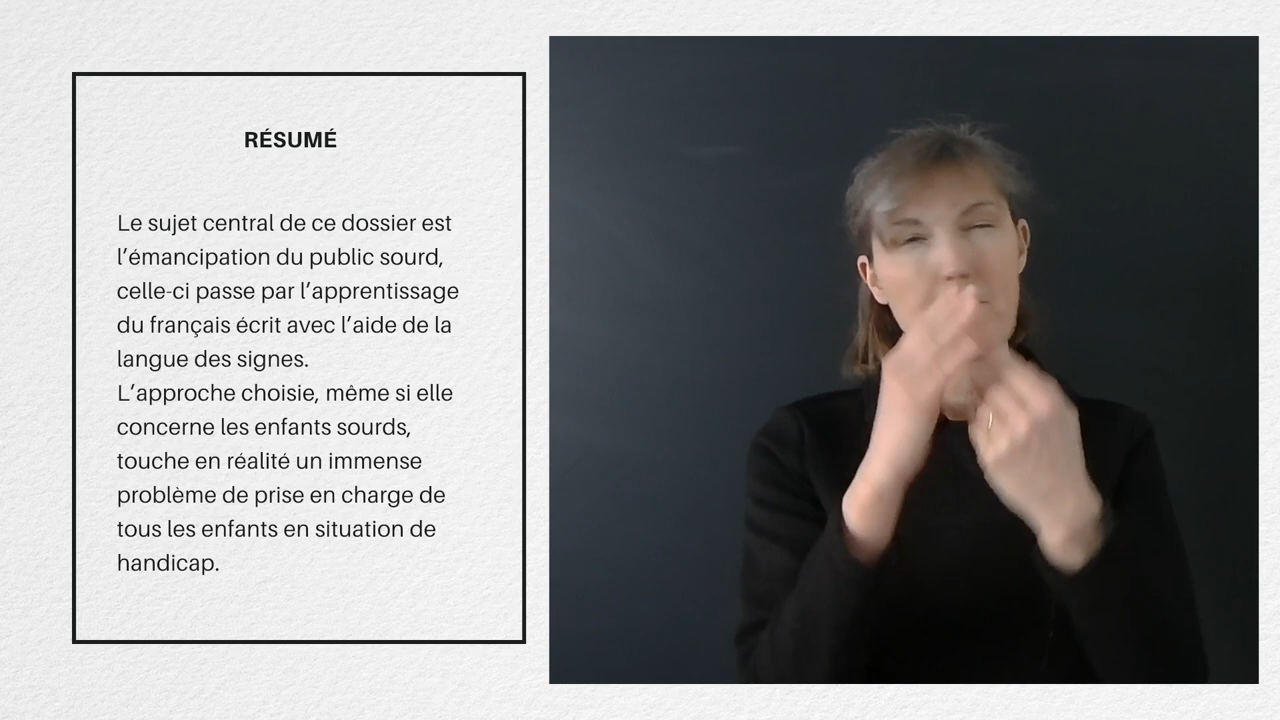 RÉSUMÉ
Le sujet central de ce dossier est
l’émancipation du public sourd,
celle-ci passe par l’apprentissage
du français écrit avec l’aide de la
langue des signes.
L’approche choisie, même si elle
concerne les enfants sourds,
touche en réalité un immense
problème de prise en charge de
tous les enfants en situation de
handicap.